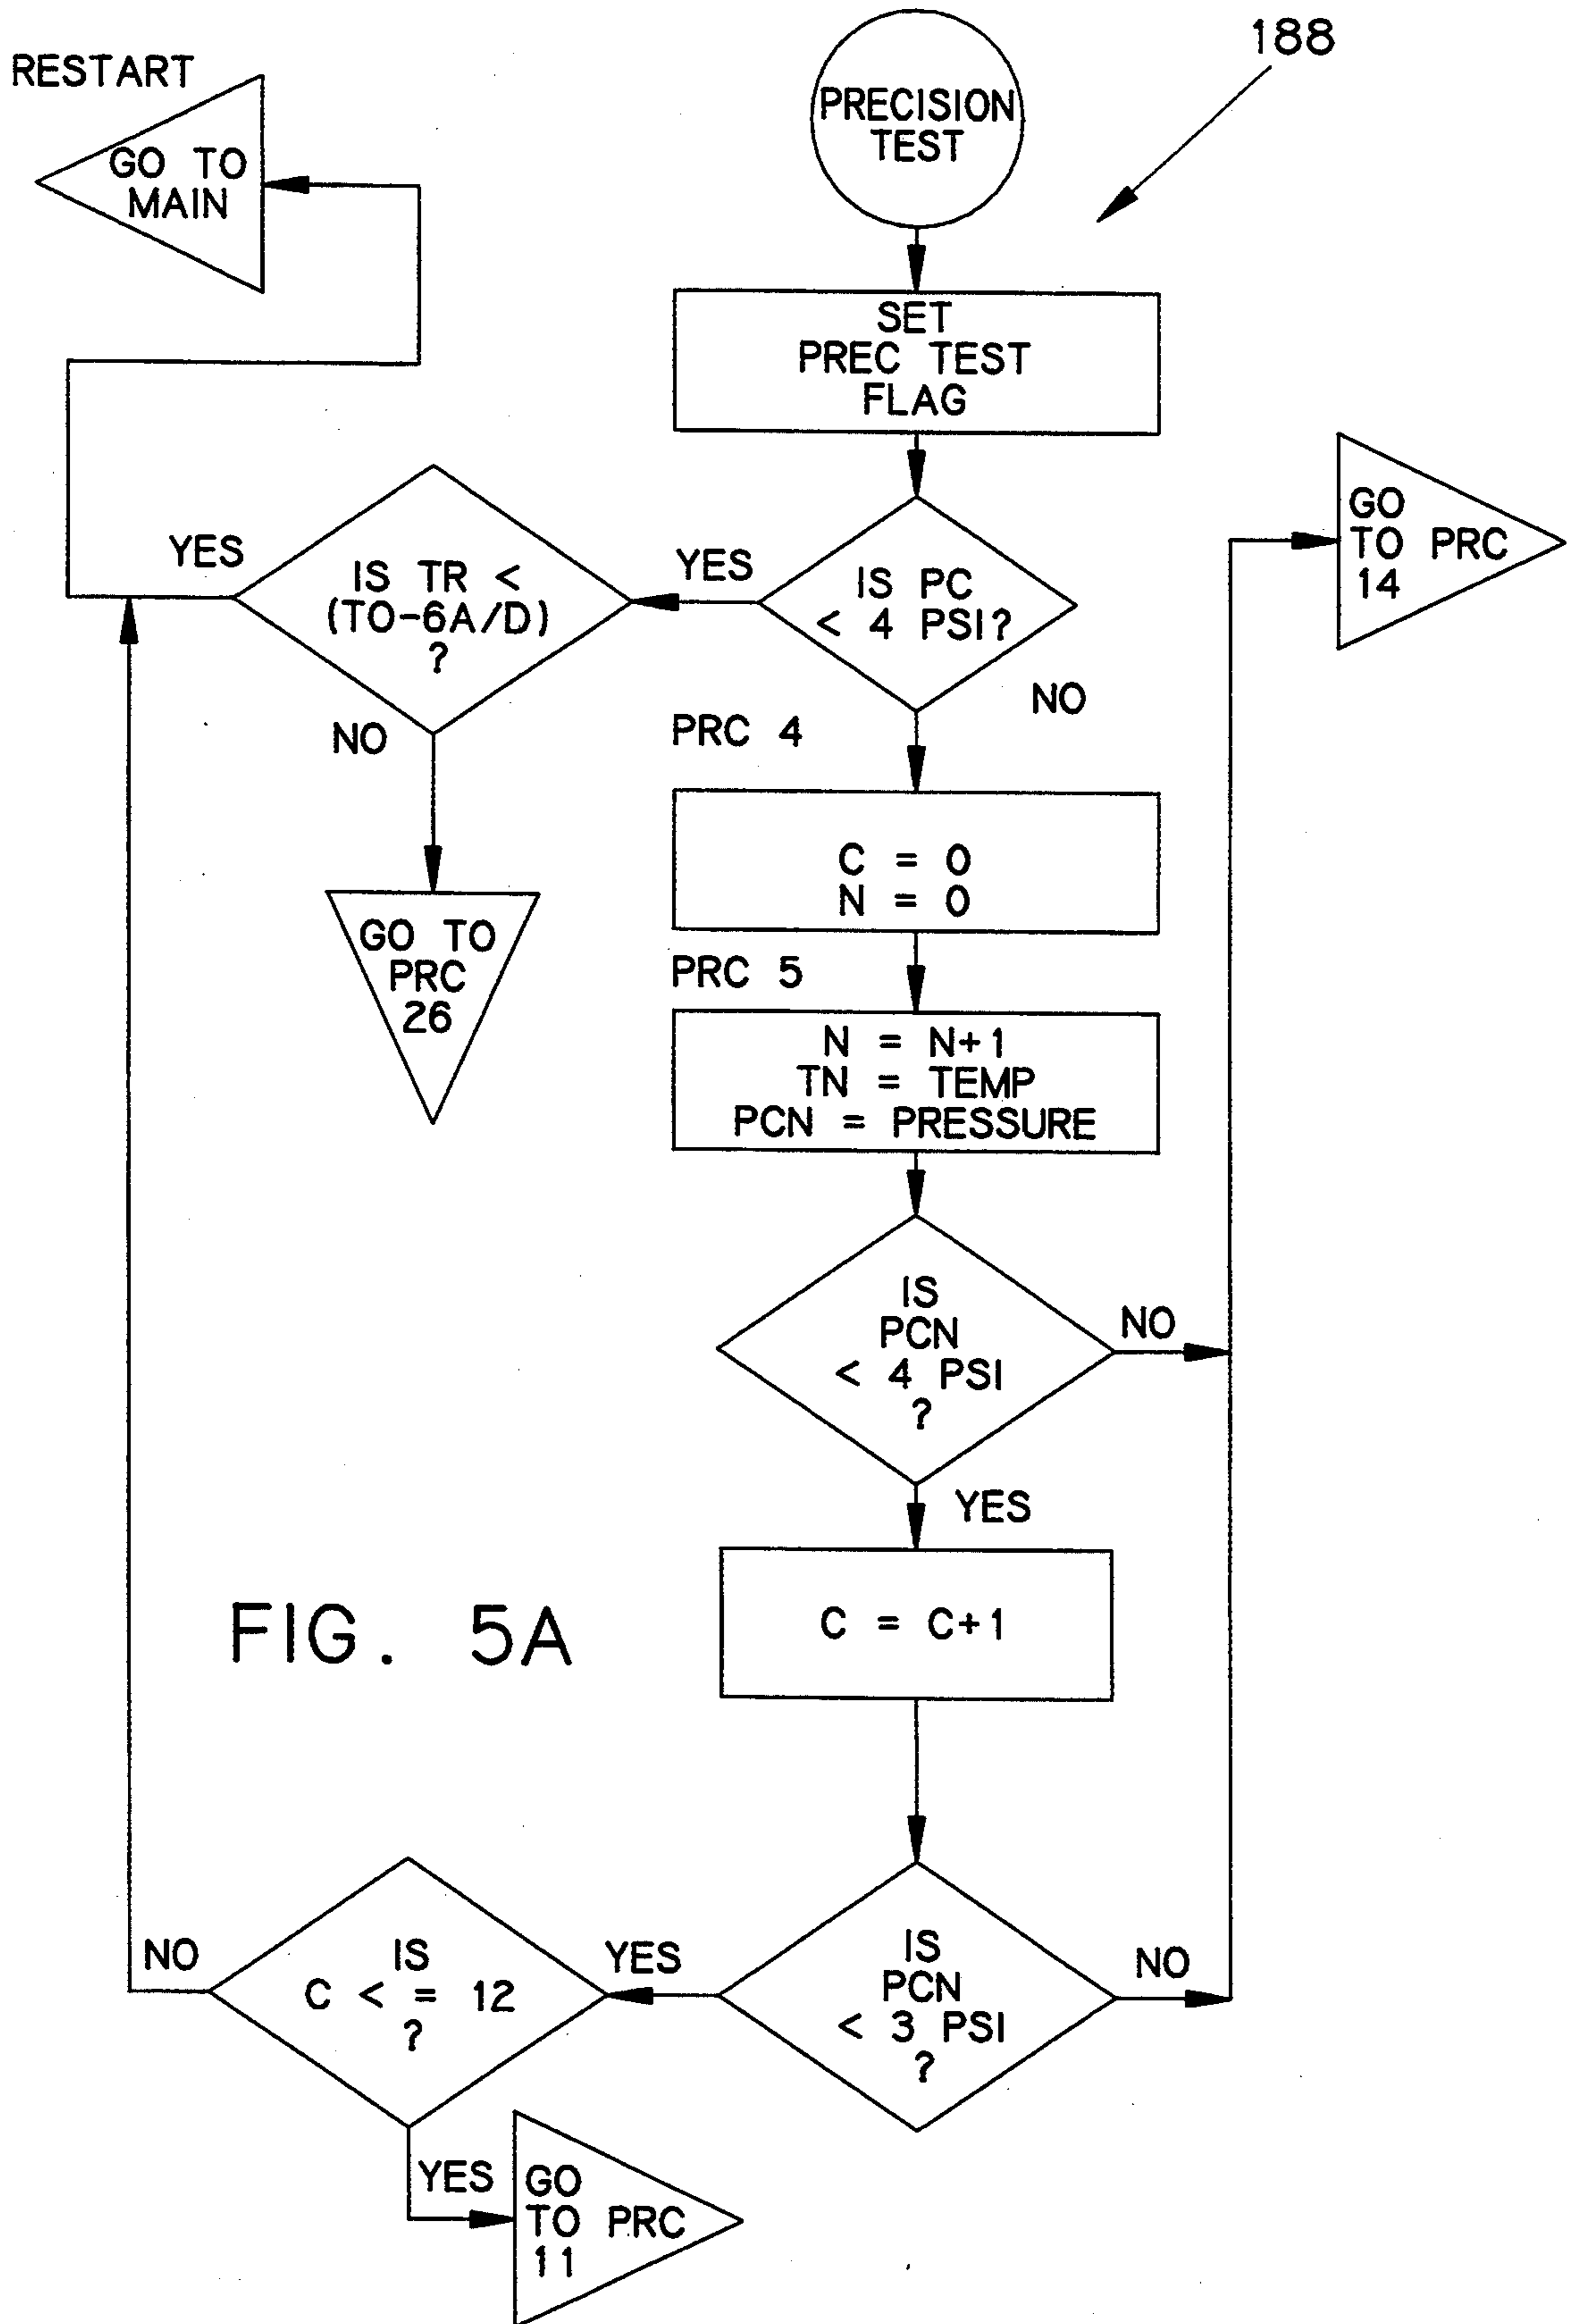 188
RESTART
PRECISION
TEST
GO TO
MAIN
SET
PREC TEST
FLAG
GO
TO PRC
14
YES
IS TR <
(TO-6A/D)
?
YES
IS PC
< 4 PSI?
NO
NO
PRC 4
C = 0
N = 0
GO TO
PRC
26
PRC 5
N = N+1
TN = TEMP
PCN = PRESSURE
IS
PCN
< 4 PSI
?
NO
YES
C = C+1
FIG. 5A
NO
IS
C < = 12
?
YES
IS
PCN
< 3 PSI
?
NO
YES
GO
TO PRC
11